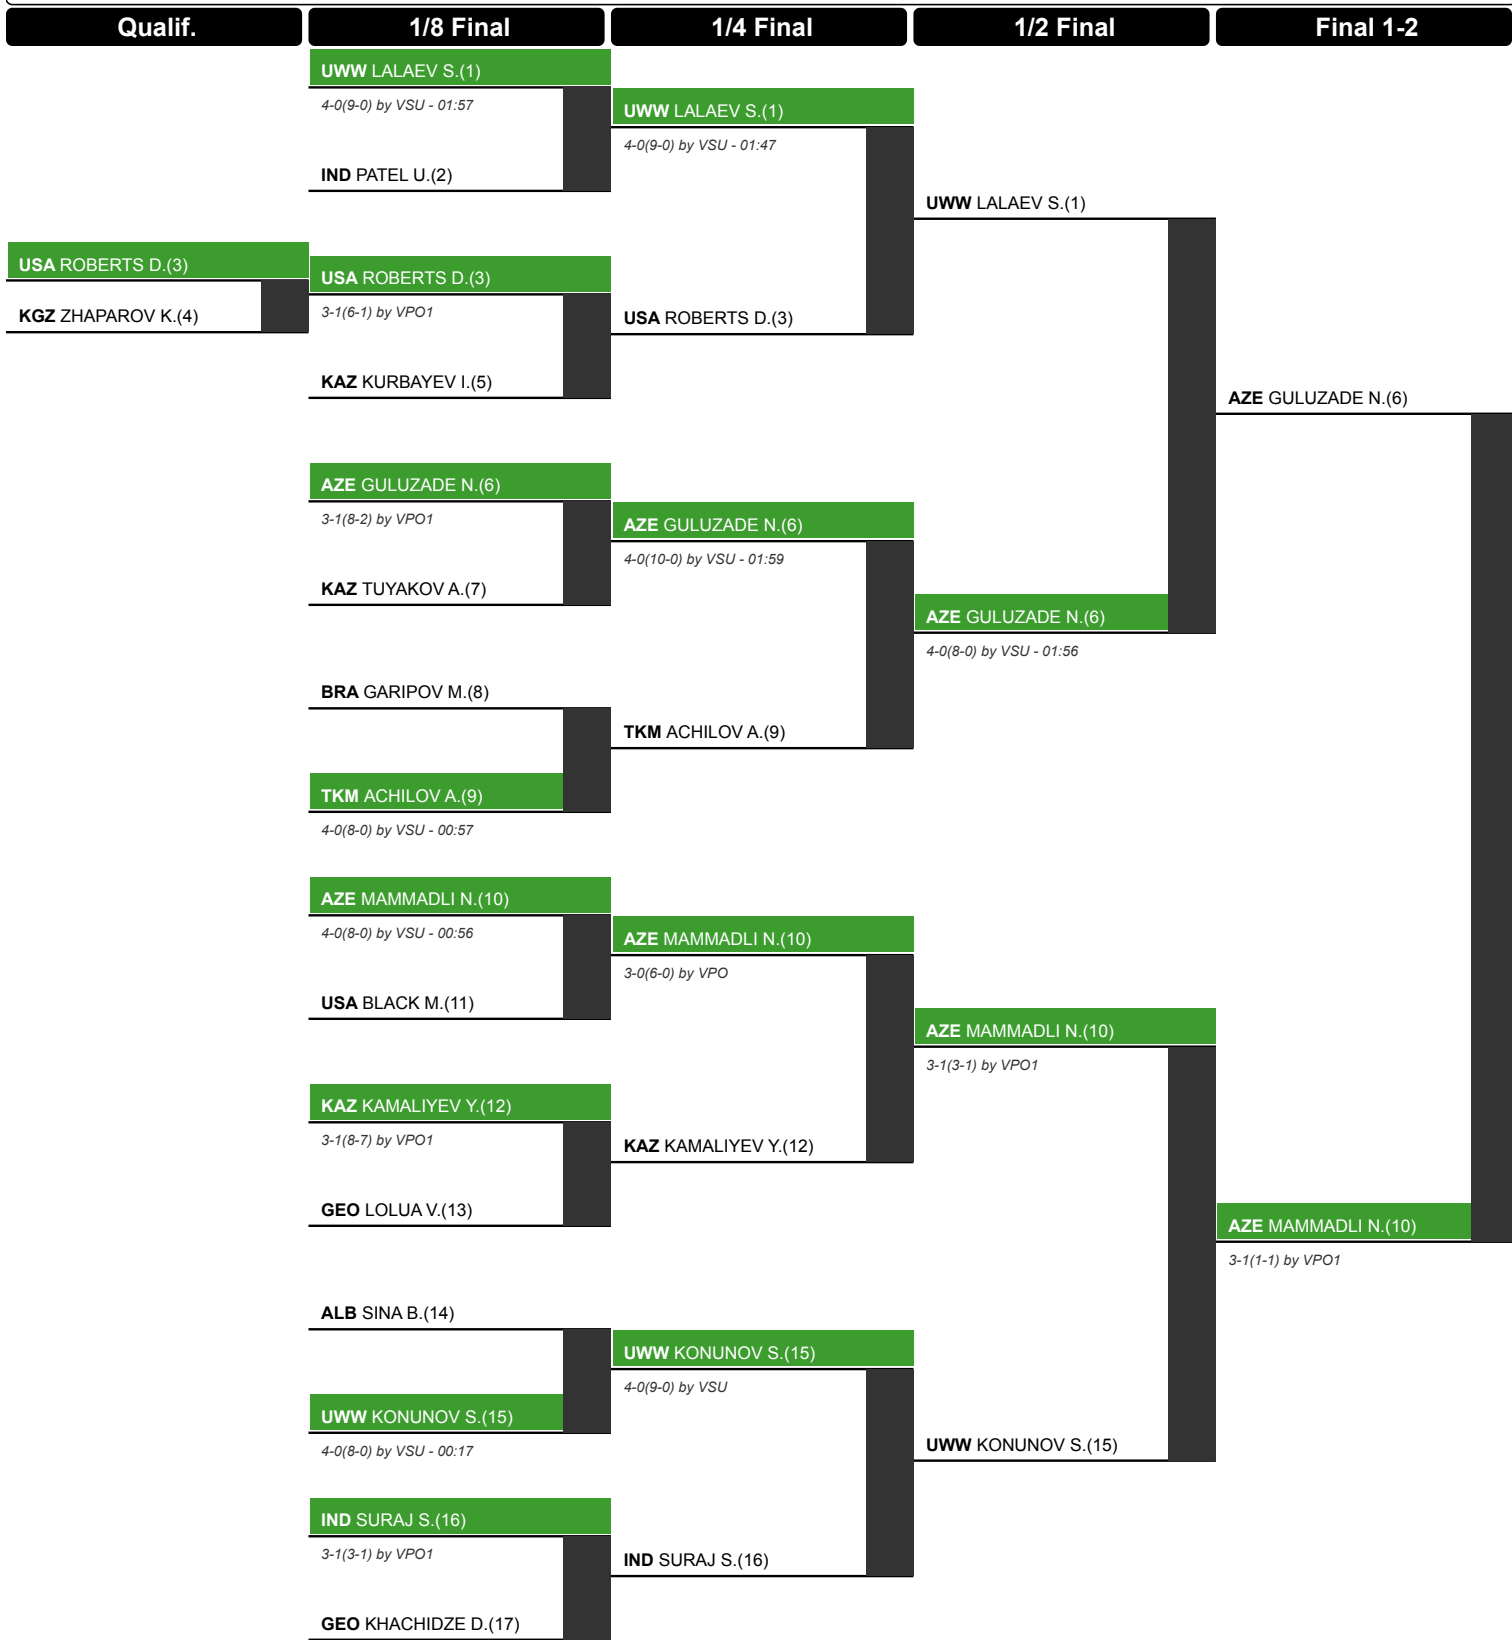 Qualif.
1/8 Final
1/4 Final
1/2 Final
Final 1-2
USA ROBERTS D.(3)
KGZ ZHAPAROV K.(4)
UWW LALAEV S.(1)
4-0(9-0) by VSU - 01:57
IND PATEL U.(2)
USA ROBERTS D.(3)
3-1(6-1) by VPO1
KAZ KURBAYEV I.(5)
AZE GULUZADE N.(6)
3-1(8-2) by VPO1
KAZ TUYAKOV A.(7)
BRA GARIPOV M.(8)
TKM ACHILOV A.(9)
4-0(8-0) by VSU - 00:57
AZE MAMMADLI N.(10)
4-0(8-0) by VSU - 00:56
USA BLACK M.(11)
KAZ KAMALIYEV Y.(12)
3-1(8-7) by VPO1
GEO LOLUA V.(13)
ALB SINA B.(14)
UWW KONUNOV S.(15)
4-0(8-0) by VSU - 00:17
IND SURAJ S.(16)
3-1(3-1) by VPO1
GEO KHACHIDZE D.(17)
UWW LALAEV S.(1)
4-0(9-0) by VSU - 01:47
USA ROBERTS D.(3)
AZE GULUZADE N.(6)
4-0(10-0) by VSU - 01:59
TKM ACHILOV A.(9)
AZE MAMMADLI N.(10)
3-0(6-0) by VPO
KAZ KAMALIYEV Y.(12)
UWW KONUNOV S.(15)
4-0(9-0) by VSU
IND SURAJ S.(16)
UWW LALAEV S.(1)
AZE GULUZADE N.(6)
4-0(8-0) by VSU - 01:56
AZE MAMMADLI N.(10)
3-1(3-1) by VPO1
UWW KONUNOV S.(15)
AZE GULUZADE N.(6)
AZE MAMMADLI N.(10)
3-1(1-1) by VPO1